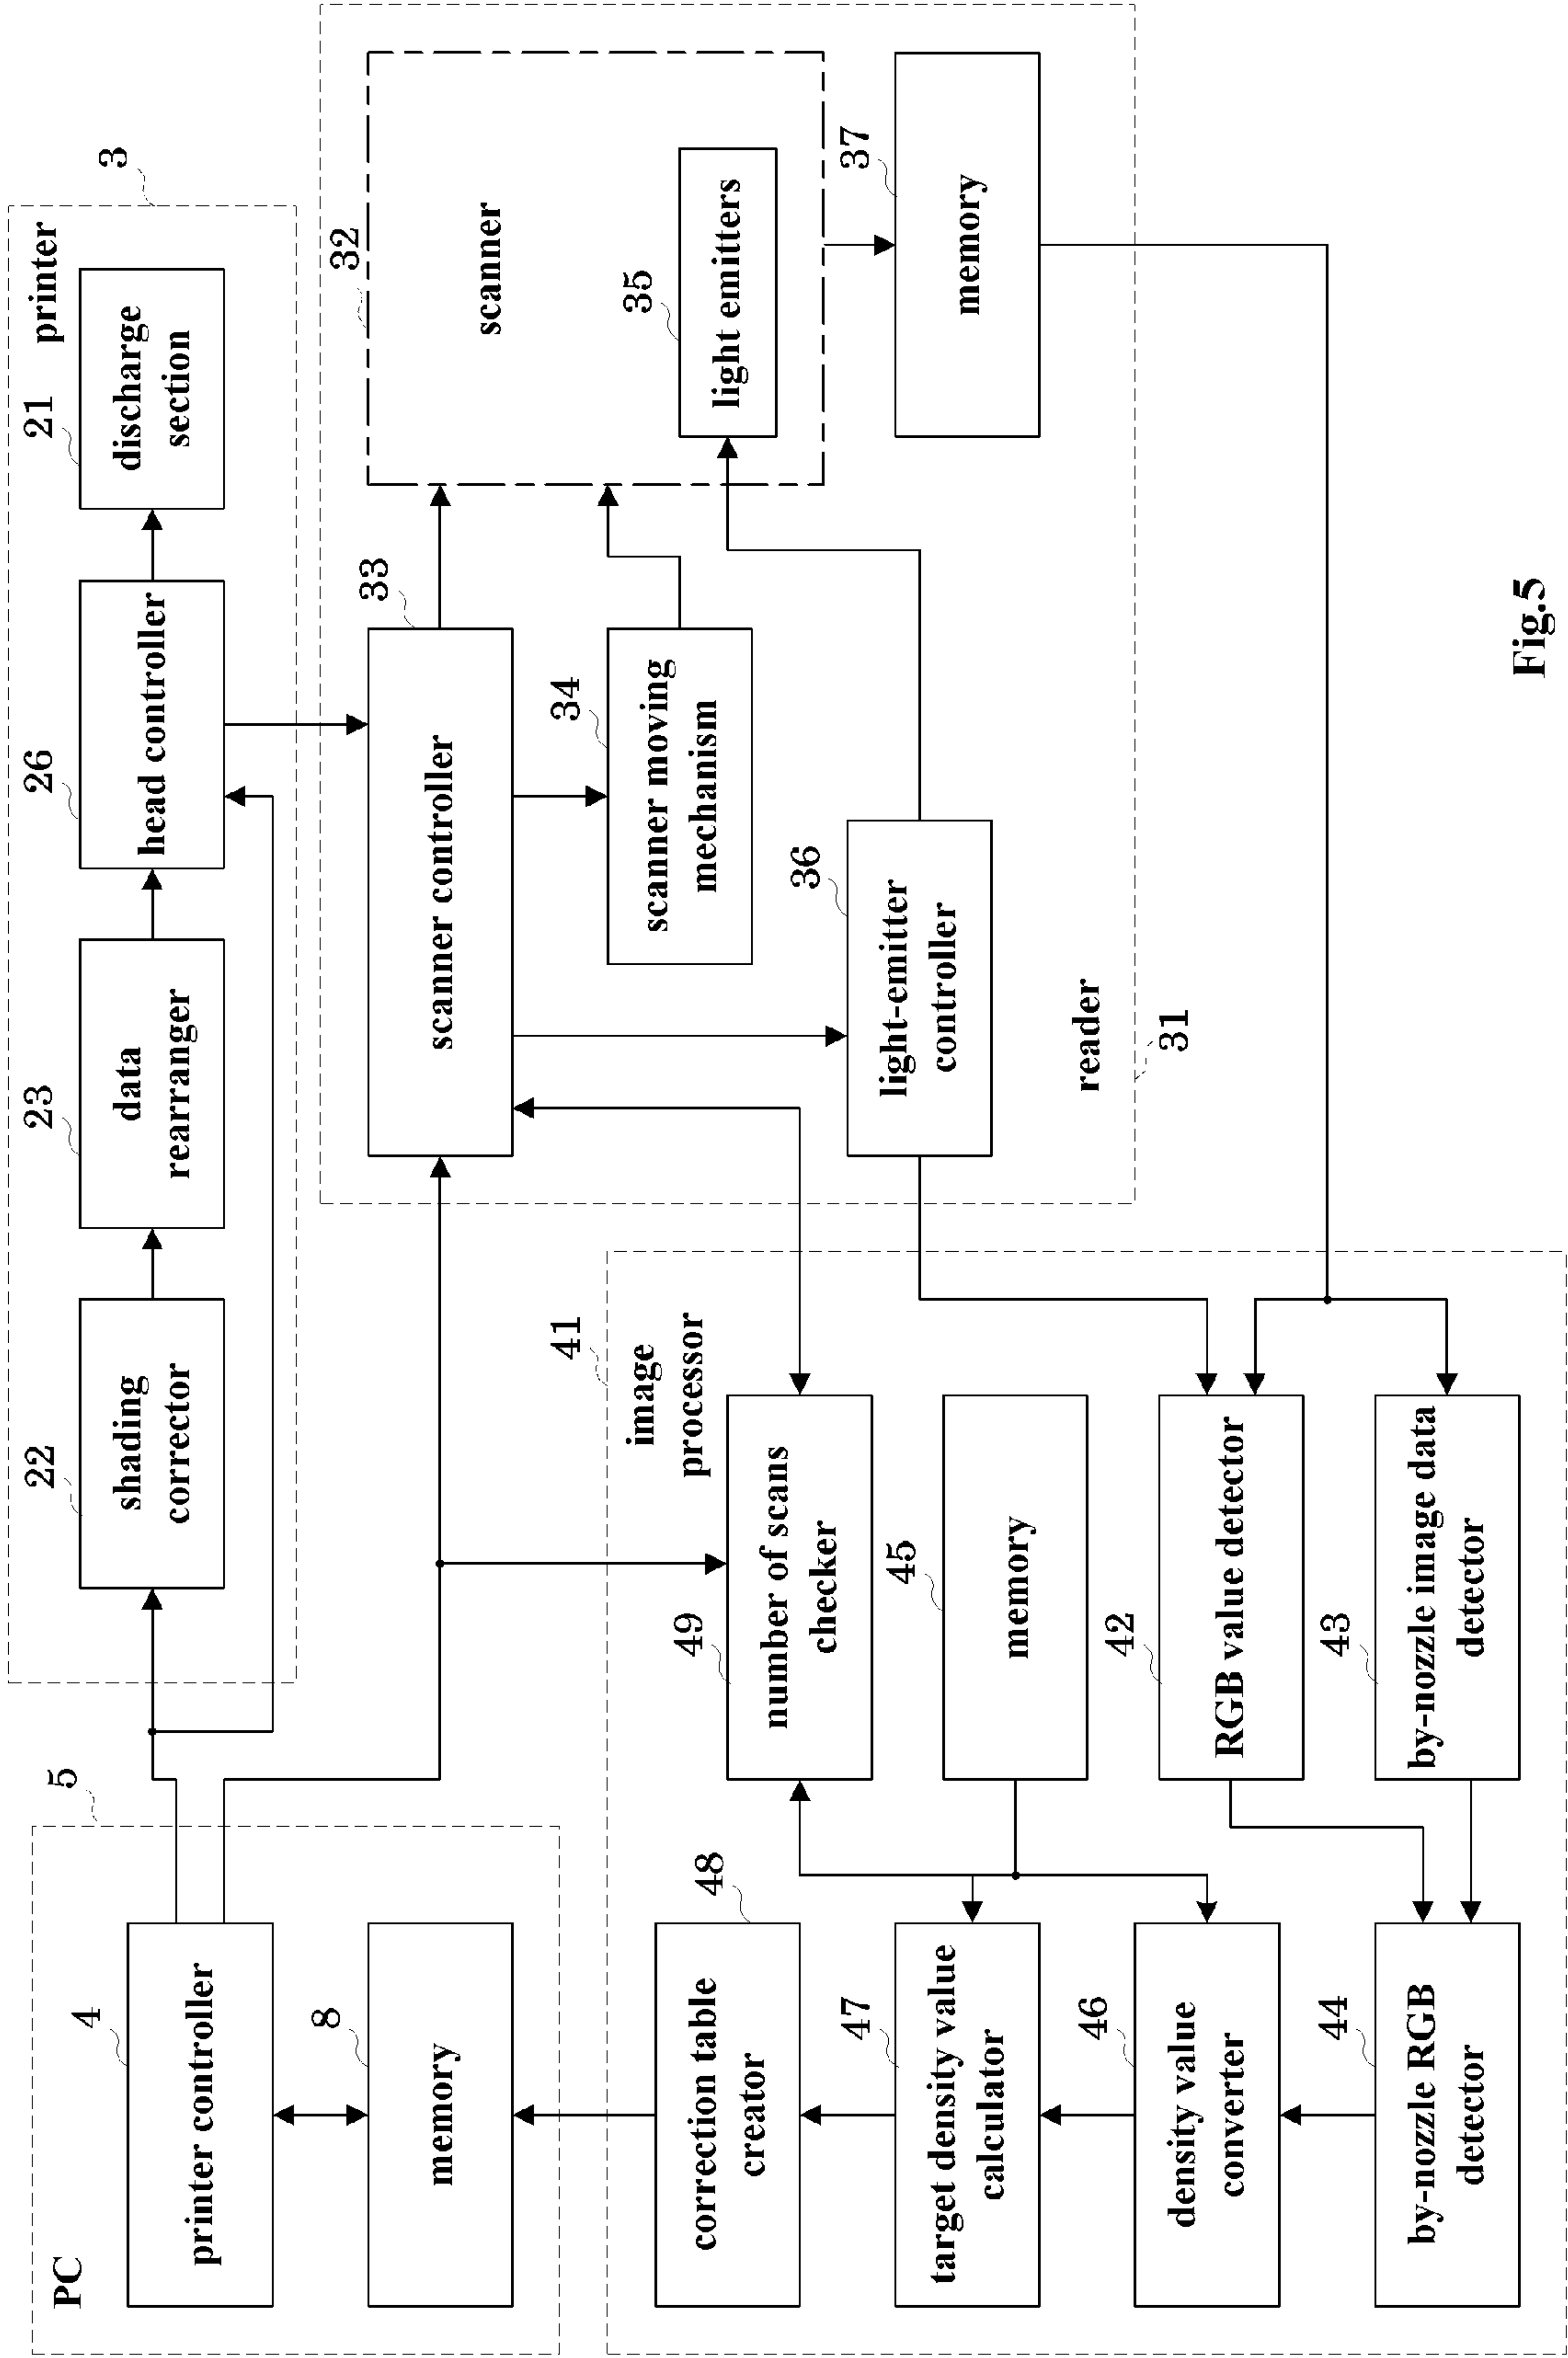 PC
5
4
printer controller
8
memory
3
printer
22
shading
corrector
23
data
rearranger
26
head controller
21
discharge
section
33
scanner controller
34
scanner moving
mechanism
32
scanner
35
light emitters
36
light-emitter
controller
37
memory
reader
31
41
image
processor
48
correction table
creator
49
number of scans
checker
47
target density value
calculator
45
memory
46
density value
converter
42
RGB value detector
44
by-nozzle RGB
detector
43
by-nozzle image data
detector
Fig.5